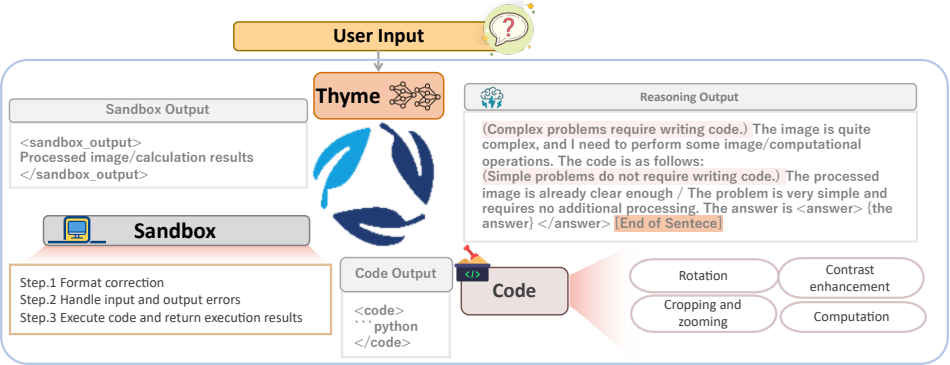 User Input
Thyme
Sandbox Output
<sandbox_output>
Processed image/calculation results
</sandbox_output>
Reasoning Output
(Complex problems require writing code.) The image is quite
complex, and I need to perform some image/computational
operations. The code is as follows:
(Simple problems do not require writing code.) The processed
image is already clear enough / The problem is very simple and
requires no additional processing. The answer is <answer> {the
answer} </answer> [End of Sentece]
Sandbox
Step.1 Format correction
Step.2 Handle input and output errors
Step.3 Execute code and return execution results
Code Output
<code>
```python
</code>
</>
Code
Rotation
Contrast
enhancement
Cropping and
zooming
Computation